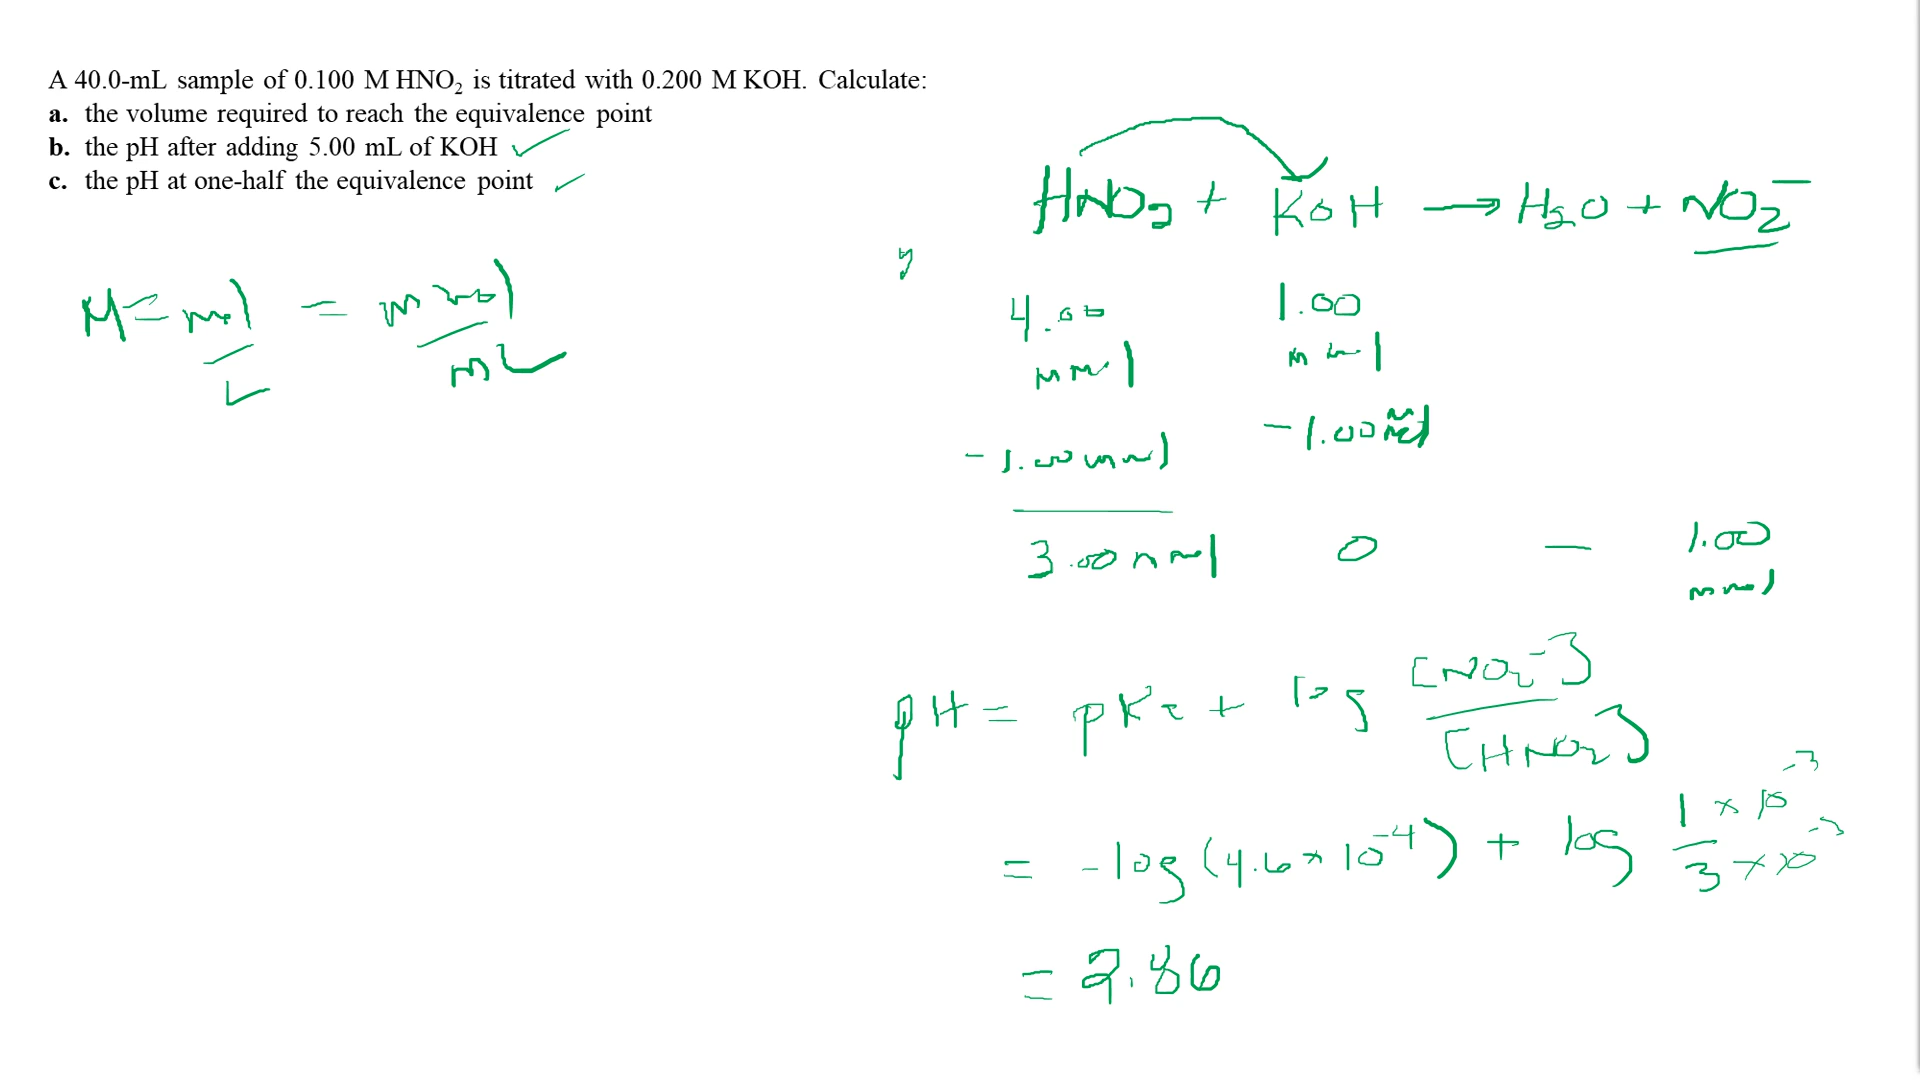 A 40.0-mL sample of 0.100 M HNO₂ is titrated with 0.200 M KOH. Calculate:
a. the volume required to reach the equivalence point
b. the pH after adding 5.00 mL of KOH
c. the pH at one-half the equivalence point
M = mol/L = mmol/mL
HNO₂ + KOH → H₂O + NO₂⁻
4.00 mmol 1.00 mmol
-1.00 mmol -1.00 mmol
3.00 mmol 0 — 1.00 mmol
pH = pKa + log [NO₂⁻]/[HNO₂]
= -log(4.6 × 10⁻⁴) + log 1 × 10⁻³/3 × 10⁻³
= 2.86